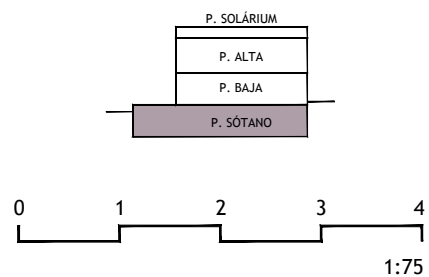 P. SOLÁRIUM
P. ALTA
P. BAJA
P. SÓTANO
0 1 2 3 4
1:75